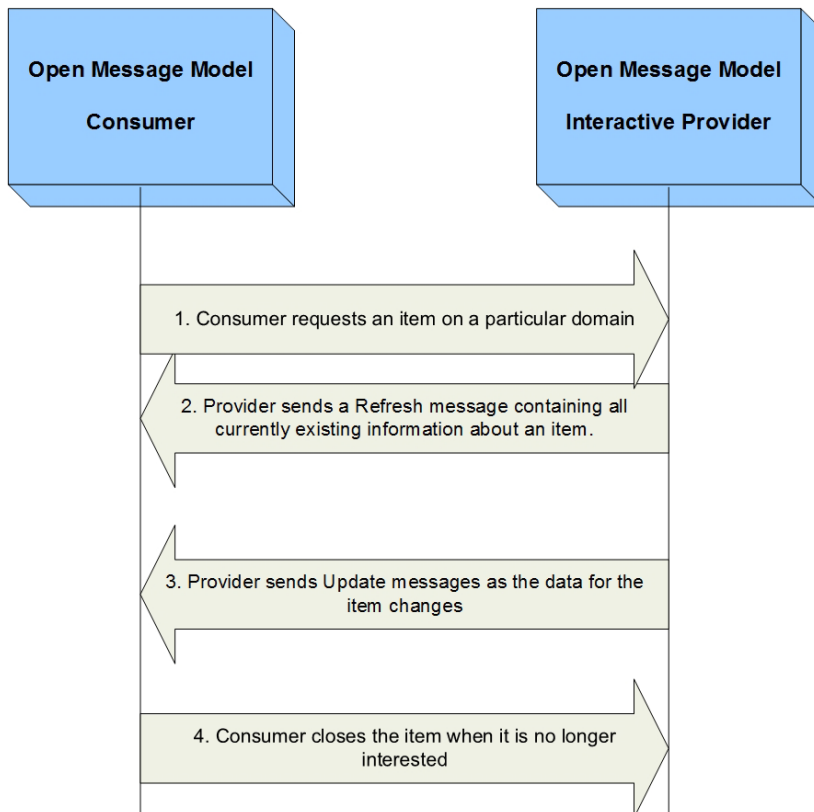 Open Message Model
Consumer
Open Message Model
Interactive Provider
1. Consumer requests an item on a particular domain
2. Provider sends a Refresh message containing all
currently existing information about an item.
3. Provider sends Update messages as the data for the
item changes
4. Consumer closes the item when it is no longer
interested